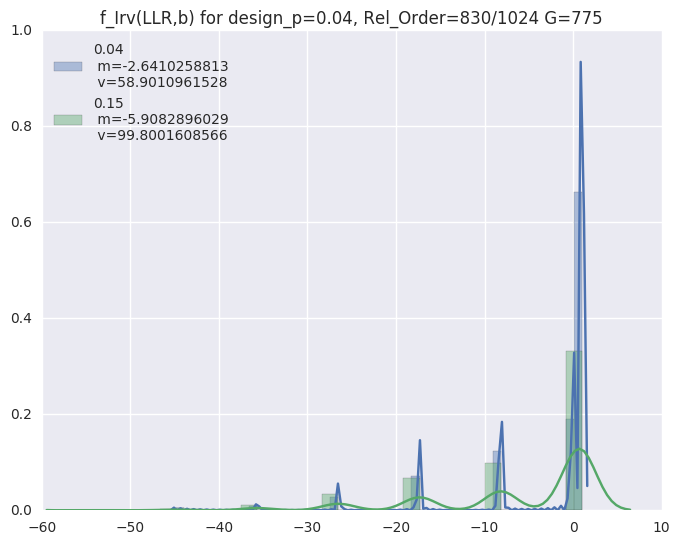 f_Irv(LLR,b) for design_p=0.04, Rel_Order=830/1024 G=775
1.0
0.8
0.6
0.4
0.2
0.0
0.04
m=-2.6410258813
v=58.9010961528
0.15
m=-5.9082896029
v=99.8001608566
−60 −50 −40 −30 −20 −10 0 10